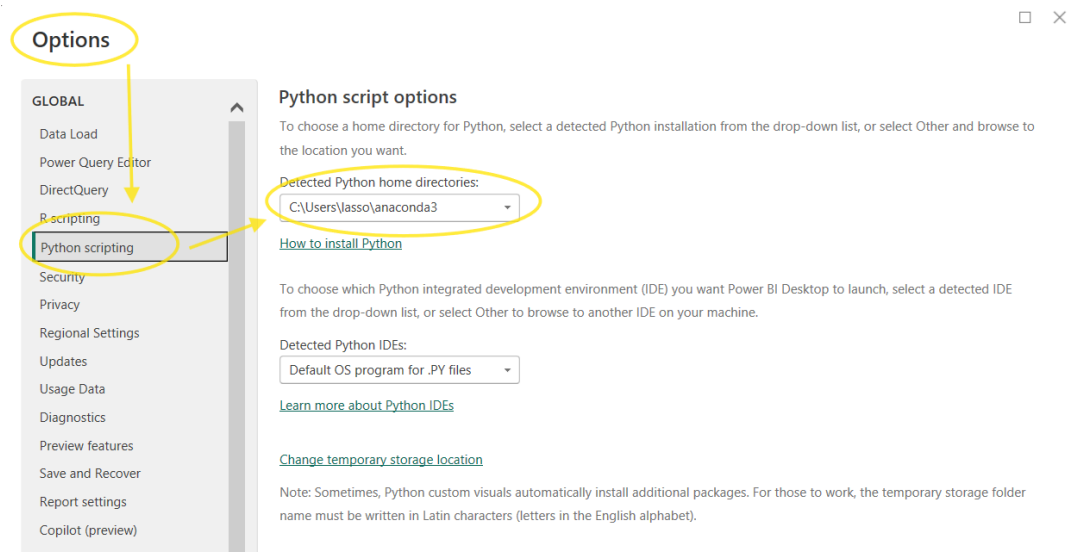 Options
GLOBAL
Data Load
Power Query Editor
DirectQuery
R scripting
Python scripting
Security
Privacy
Regional Settings
Updates
Usage Data
Diagnostics
Preview features
Save and Recover
Report settings
Copilot (preview)
Python script options
To choose a home directory for Python, select a detected Python installation from the drop-down list, or select Other and browse to
the location you want.
Detected Python home directories:
C:\Users\lasso\anaconda3
How to install Python
To choose which Python integrated development environment (IDE) you want Power BI Desktop to launch, select a detected IDE
from the drop-down list, or select Other to browse to another IDE on your machine.
Detected Python IDEs:
Default OS program for .PY files
Learn more about Python IDEs
Change temporary storage location
Note: Sometimes, Python custom visuals automatically install additional packages. For those to work, the temporary storage folder
name must be written in Latin characters (letters in the English alphabet).